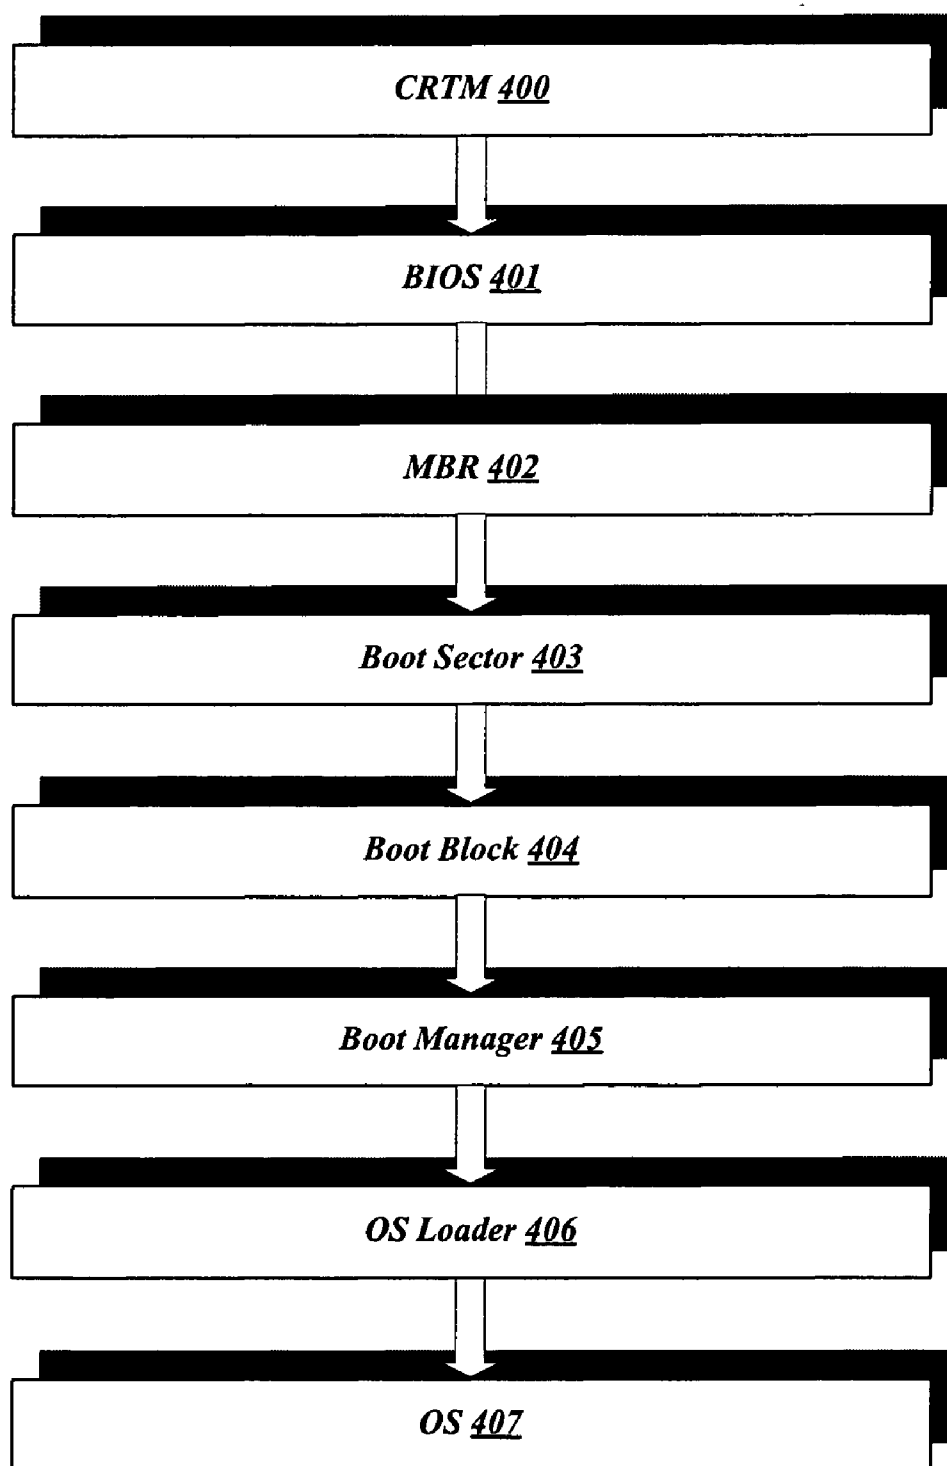 CRTM 400
BIOS 401
MBR 402
Boot Sector 403
Boot Block 404
Boot Manager 405
OS Loader 406
OS 407